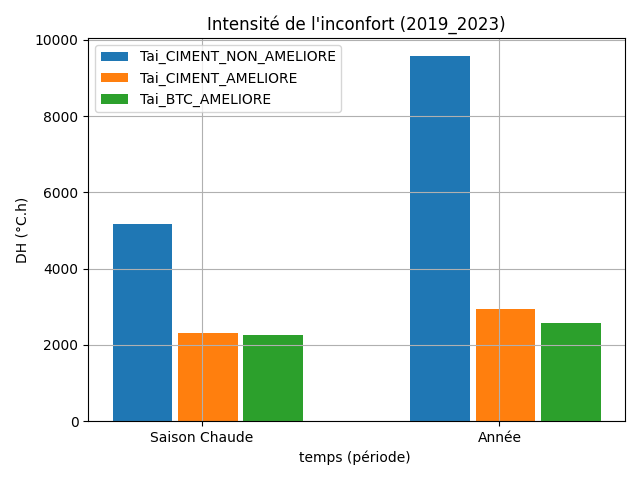 Intensité de l'inconfort (2019_2023)
10000
8000
6000
4000
2000
0
DH (°C.h)
Tai_CIMENT_NON_AMELIORE
Tai_CIMENT_AMELIORE
Tai_BTC_AMELIORE
Saison Chaude
Année
temps (période)